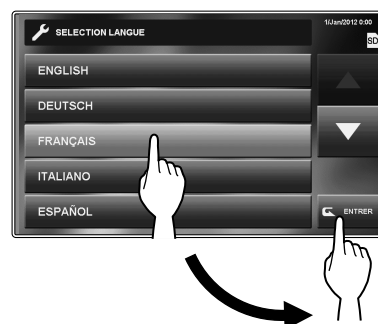 SELECTION LANGUE
1/Jan/2012 0:00
SD
ENGLISH
DEUTSCH
FRANÇAIS
ITALIANO
ESPAÑOL
ENTRER